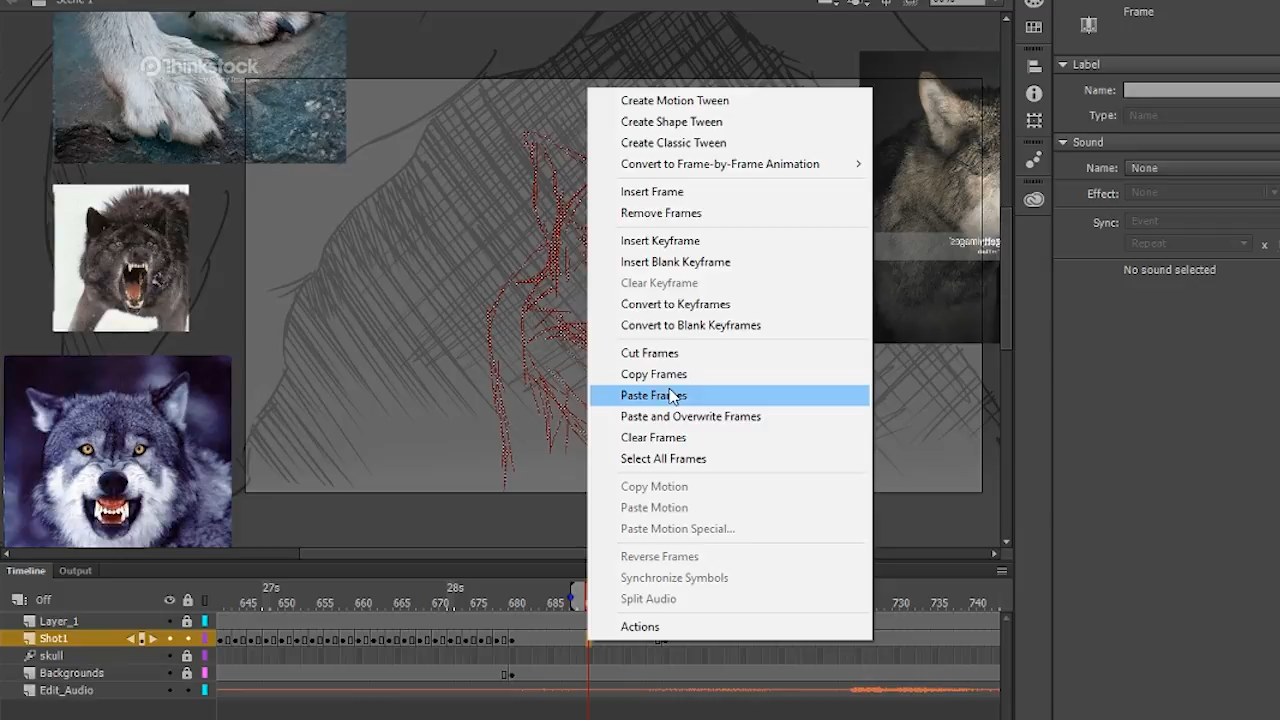 Scene 1
Thinkstock
Create Motion Tween
Create Shape Tween
Create Classic Tween
Convert to Frame-by-Frame Animation
Insert Frame
Remove Frames
Insert Keyframe
Insert Blank Keyframe
Clear Keyframe
Convert to Keyframes
Convert to Blank Keyframes
Cut Frames
Copy Frames
Paste Frames
Paste and Overwrite Frames
Clear Frames
Select All Frames
Copy Motion
Paste Motion
Paste Motion Special...
Reverse Frames
Synchronize Symbols
Split Audio
Actions
Frame
Label
Name:
Type: Name
Sound
Name: None
Effect: None
Sync: Event
Repeat x
No sound selected
Timeline Output
Off 27s 28s
645 650 655 660 665 670 675 680 685 730 735 740
Layer_1
Shot1
skull
Backgrounds
Edit_Audio